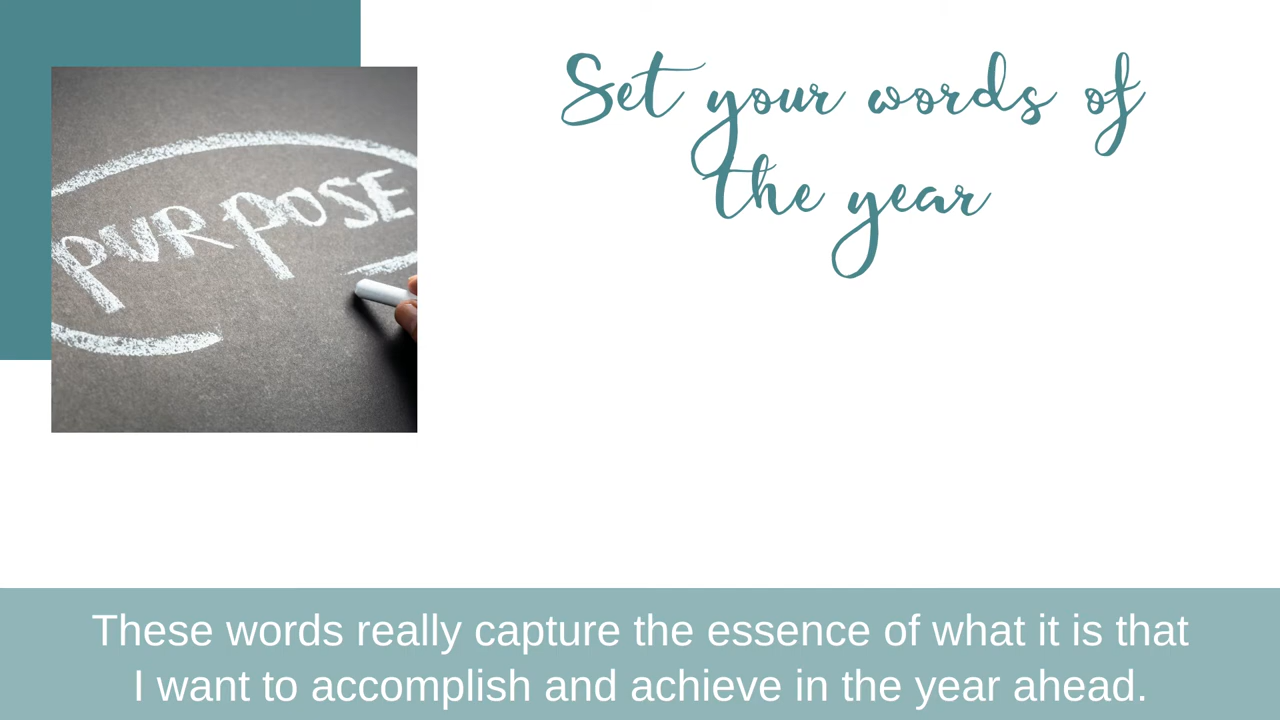 Set your words of
the year
PURPOSE
These words really capture the essence of what it is that
I want to accomplish and achieve in the year ahead.